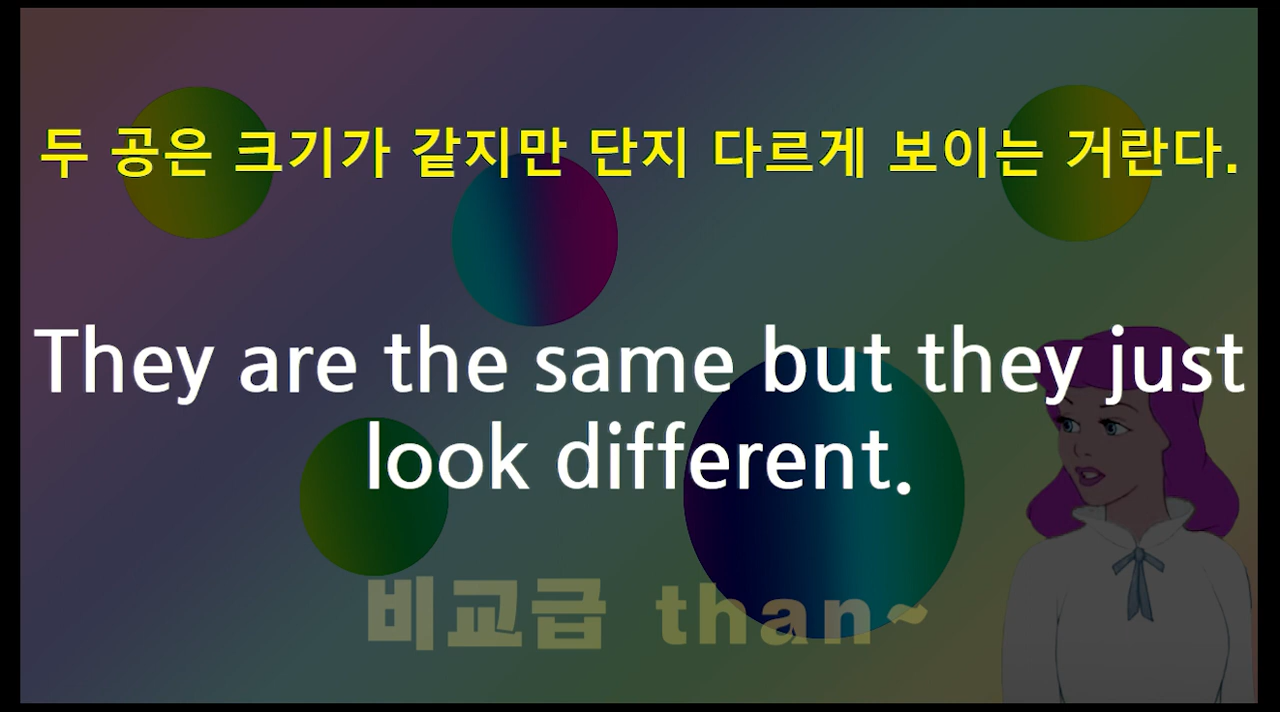 두 공은 크기가 같지만 단지 다르게 보이는 거란다.
They are the same but they just
look different.
비교급 than~